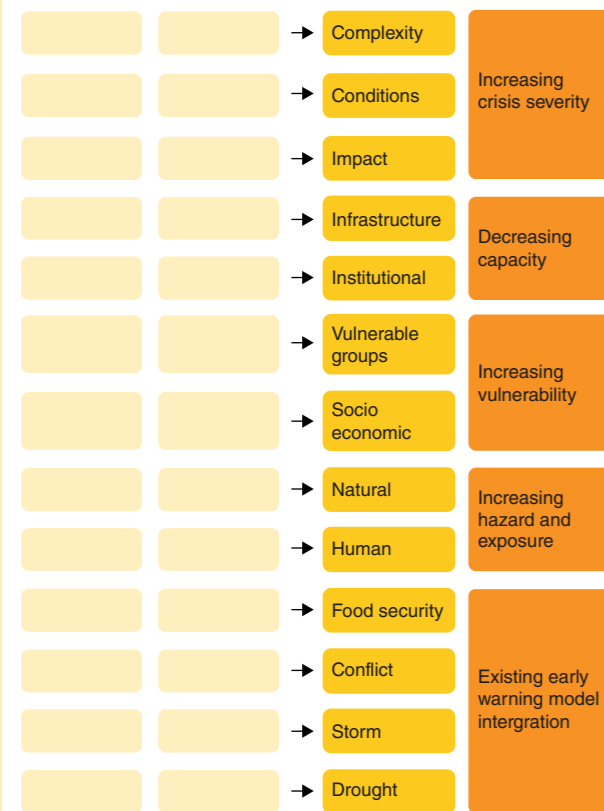 Complexity
Conditions
Impact
Increasing
crisis severity
Infrastructure
Institutional
Decreasing
capacity
Vulnerable
groups
Socio
economic
Increasing
vulnerability
Natural
Human
Increasing
hazard and
exposure
Food security
Conflict
Storm
Drought
Existing early
warning model
intergration